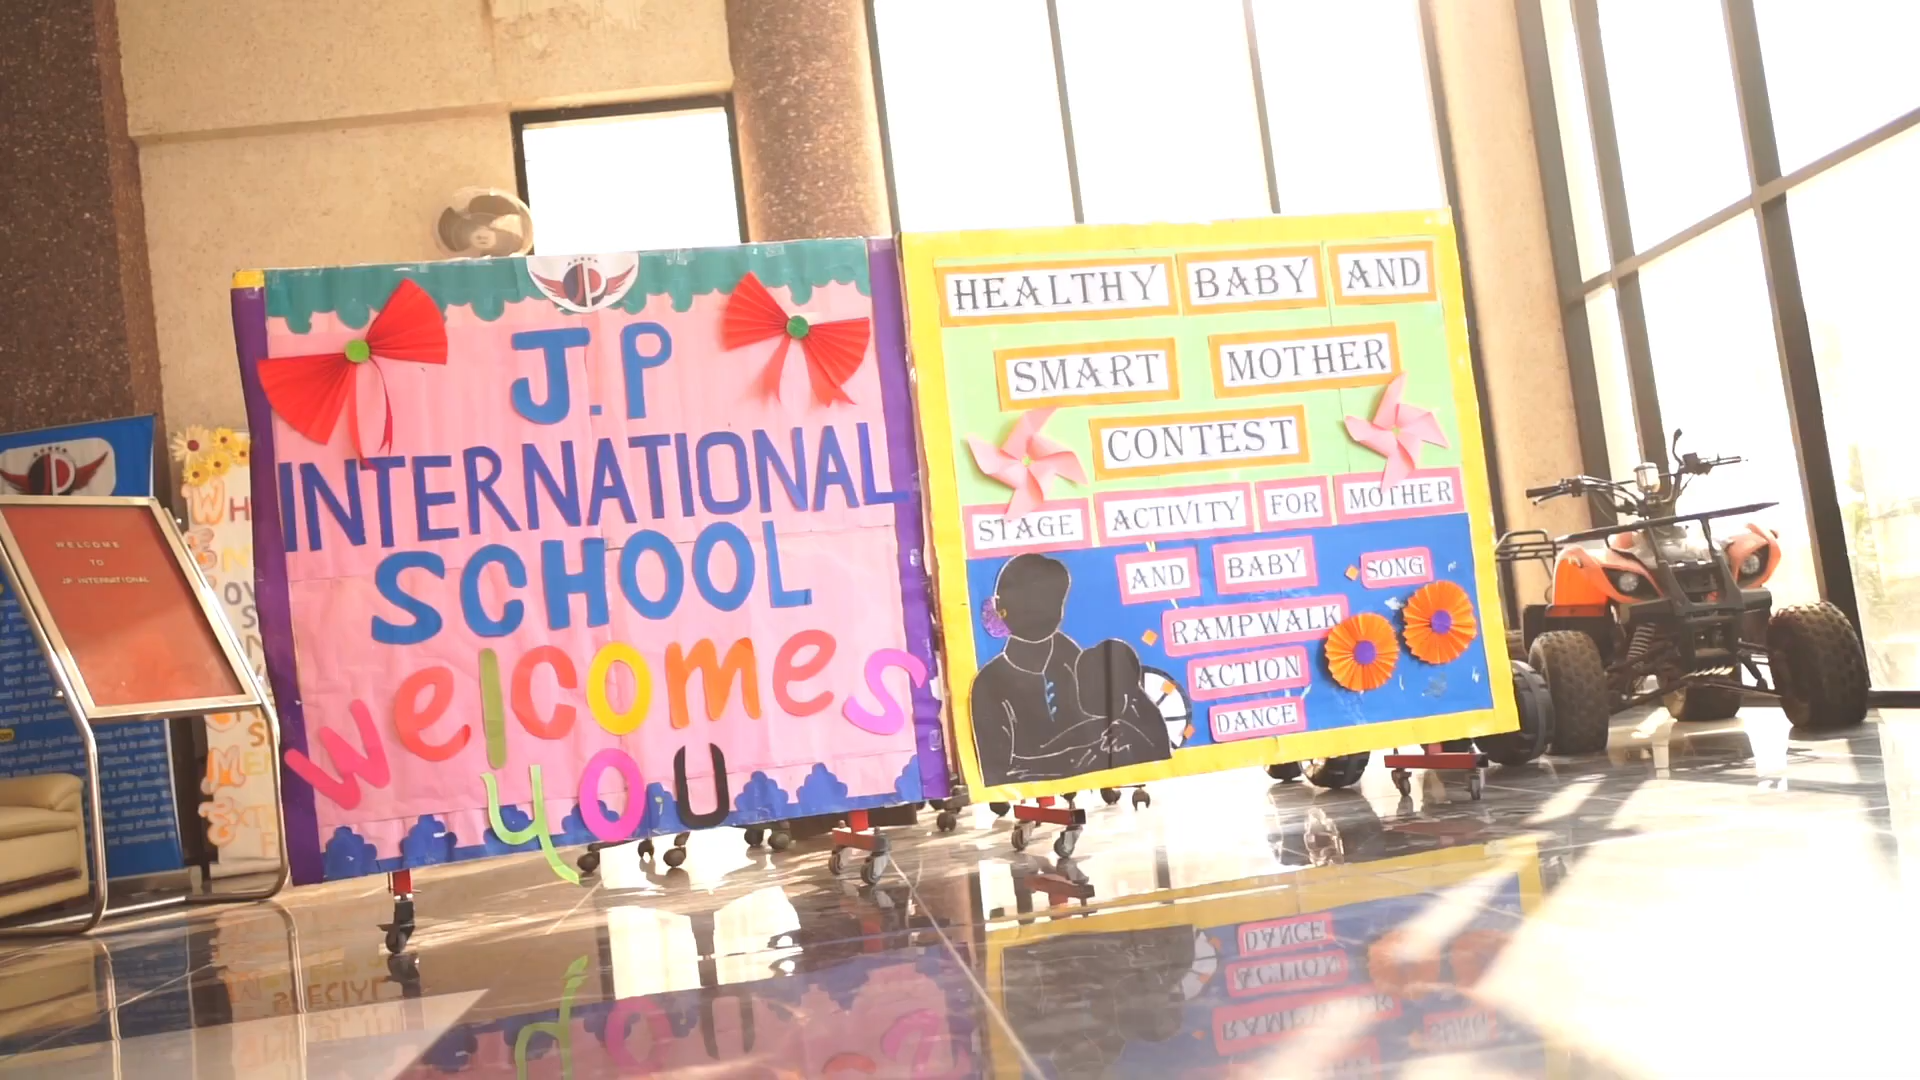 JP
J.P
INTERNATIONAL
SCHOOL
welcomes
you
HEALTHY BABY AND
SMART MOTHER
CONTEST
STAGE ACTIVITY FOR MOTHER
AND BABY SONG
RAMPWALK
ACTION
DANCE
WELCOME
TO
JP INTERNATIONAL